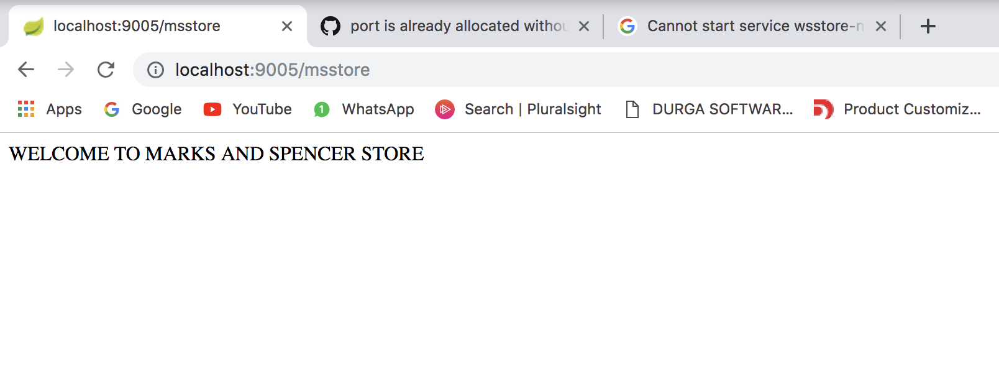 localhost:9005/msstore
port is already allocated withou
Cannot start service wsstore-n
localhost:9005/msstore
Apps Google YouTube 1 WhatsApp Search | Pluralsight DURGA SOFTWAR... Product Customiz...
WELCOME TO MARKS AND SPENCER STORE